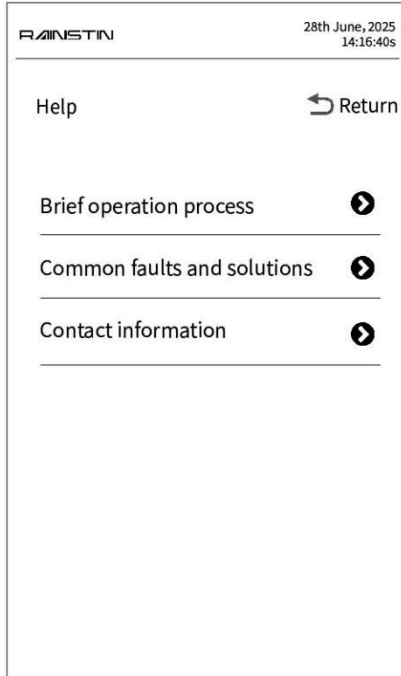 RAINSTIN
28th June, 2025
14:16:40s
Help
Return
Brief operation process
Common faults and solutions
Contact information